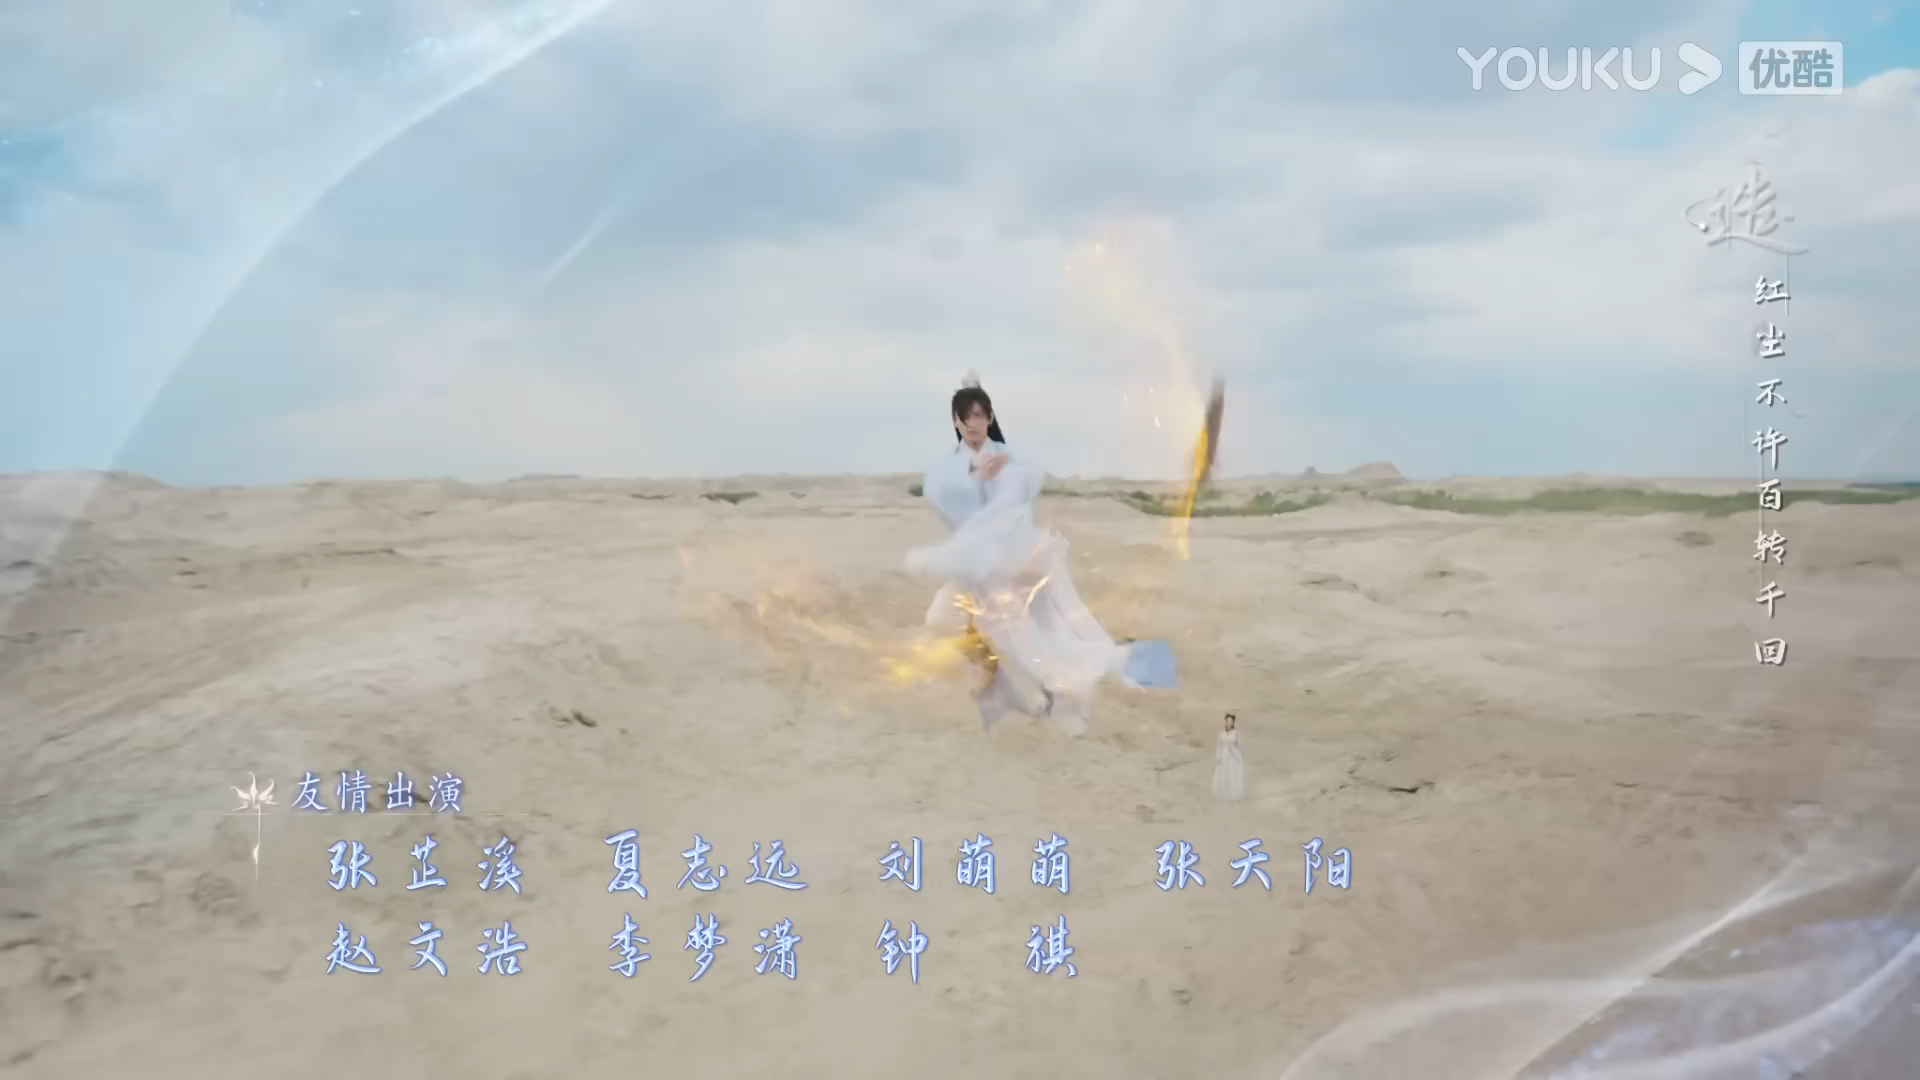 YOUKU 优酷
造
红尘不许百转千回
友情出演
张芷溪 夏志远 刘萌萌 张天阳
赵文浩 李梦潇 钟祺